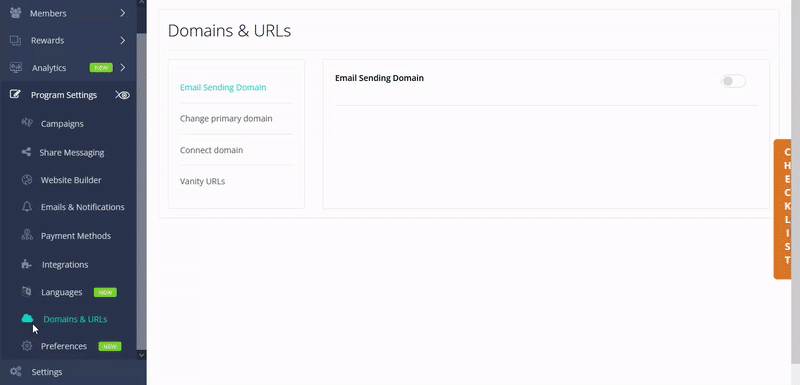 Members
Rewards
Analytics NEW
Program Settings
Campaigns
Share Messaging
Website Builder
Emails & Notifications
Payment Methods
Integrations
Languages NEW
Domains & URLs
Preferences NEW
Settings
Domains & URLs
Email Sending Domain
Change primary domain
Connect domain
Vanity URLs
Email Sending Domain
CHECKLIST